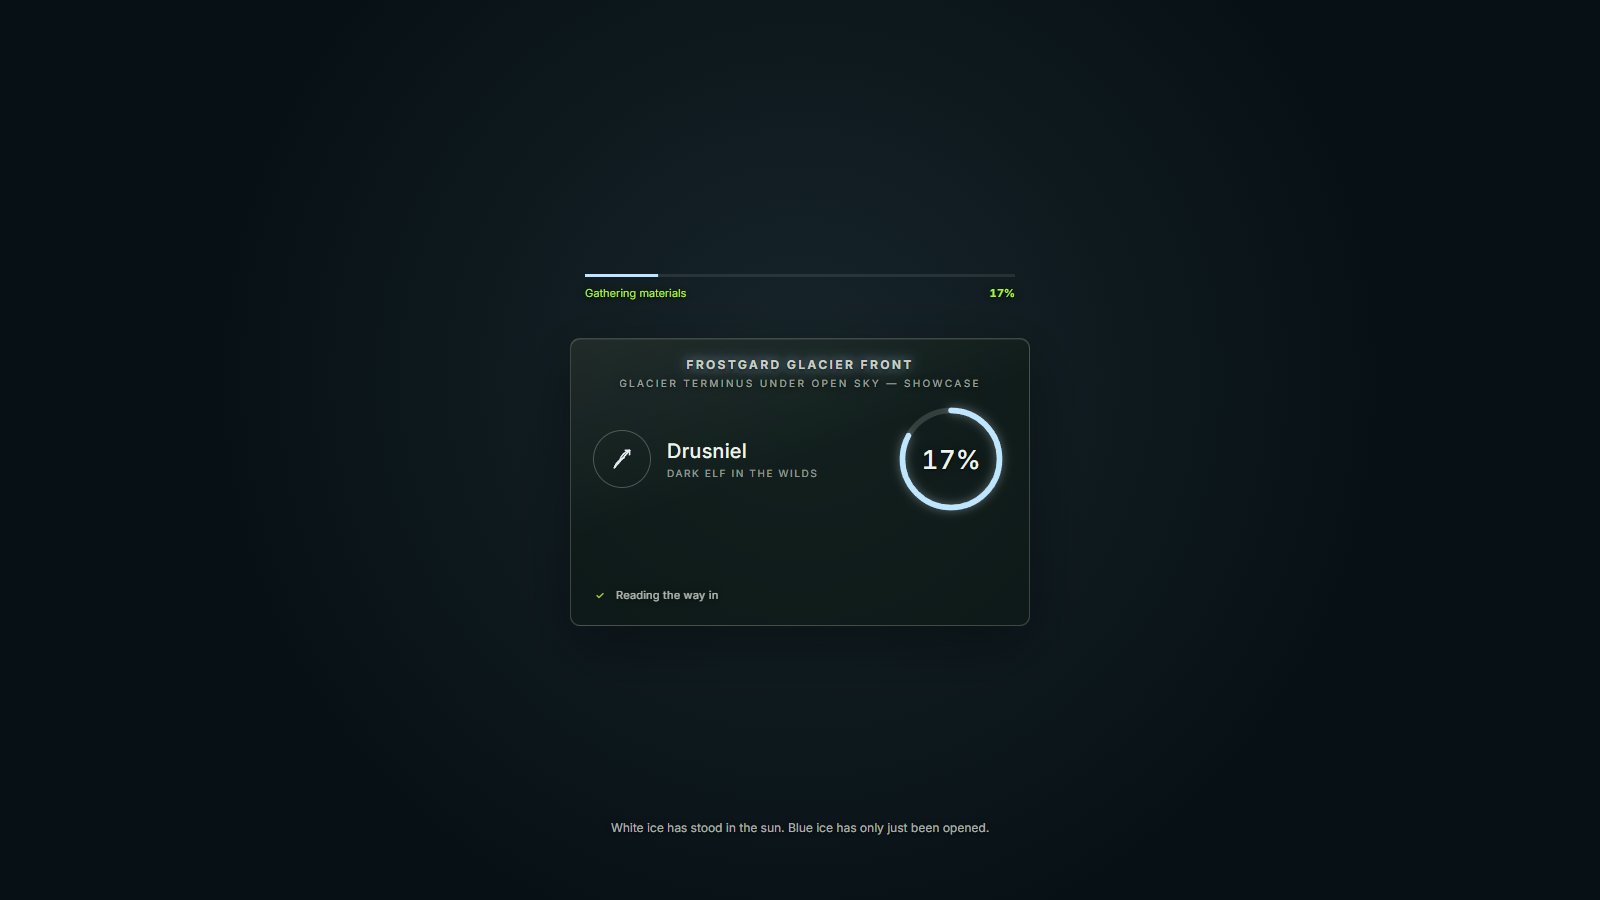 Gathering materials 17%
FROSTGARD GLACIER FRONT
GLACIER TERMINUS UNDER OPEN SKY — SHOWCASE
Drusniel
DARK ELF IN THE WILDS
17%
Reading the way in
White ice has stood in the sun. Blue ice has only just been opened.